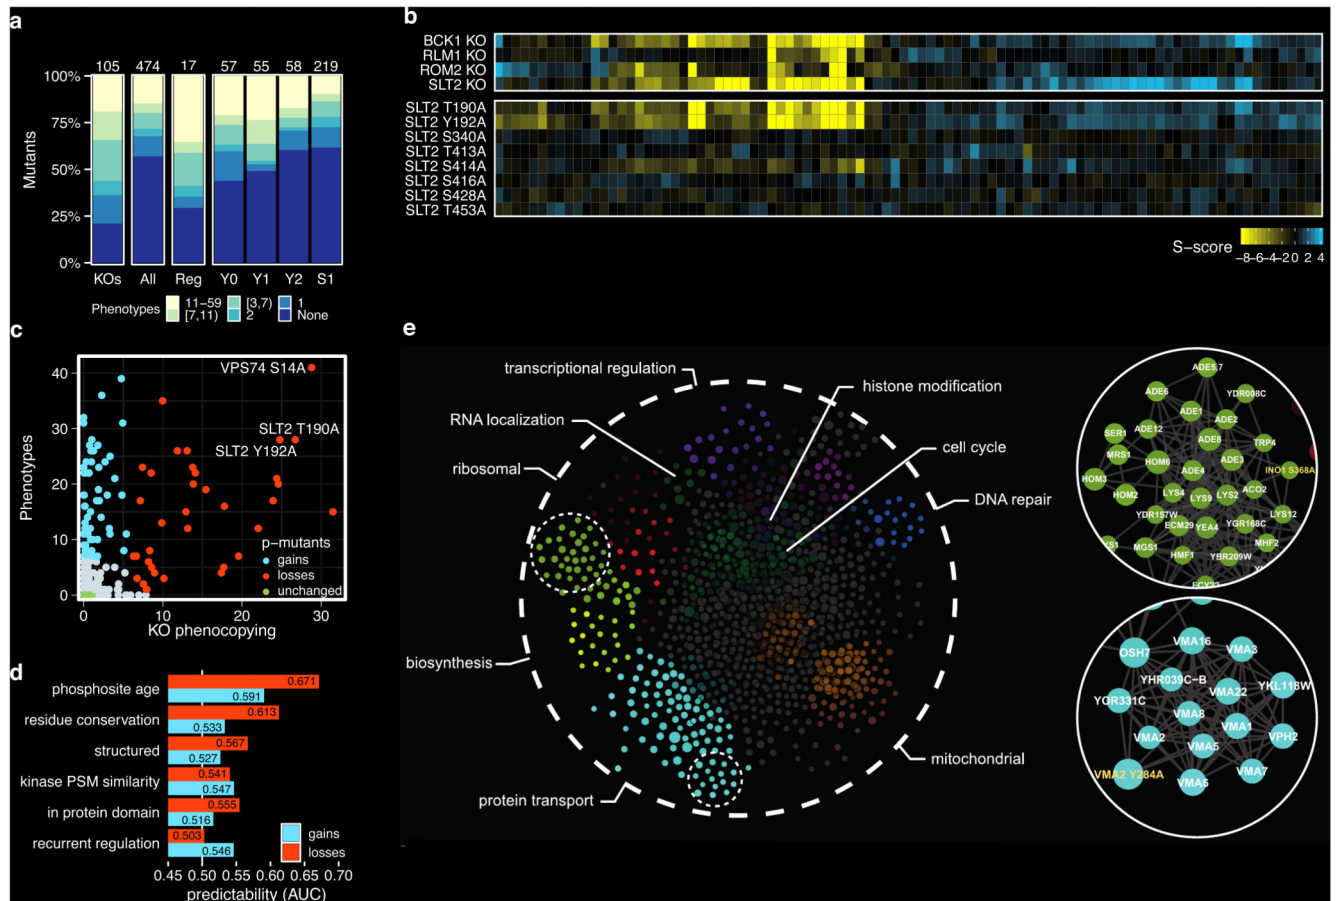 a
105 474 17 57 55 58 219
100%
75%
50%
25%
0%
Mutants
KOs All Reg Y0 Y1 Y2 S1
Phenotypes
11−59 [3,7) 1
[7,11) 2 None
b
BCK1 KO
RLM1 KO
ROM2 KO
SLT2 KO
SLT2 T190A
SLT2 Y192A
SLT2 S340A
SLT2 T413A
SLT2 S414A
SLT2 S416A
SLT2 S428A
SLT2 T453A
S-score
−8−6−4−2 0 2 4
c
VPS74 S14A
SLT2 T190A
SLT2 Y192A
40
30
20
10
0
Phenotypes
p−mutants
gains
losses
unchanged
0 10 20 30
KO phenocopying
d
phosphosite age
0.671
0.591
residue conservation
0.613
0.533
structured
0.567
0.527
kinase PSM similarity
0.541
0.547
in protein domain
0.555
0.516
recurrent regulation
0.503
0.546
gains
losses
0.45 0.50 0.55 0.60 0.65 0.70
predictability (AUC)
e
transcriptional regulation
histone modification
RNA localization
cell cycle
ribosomal
DNA repair
biosynthesis
mitochondrial
protein transport
ADE5,7
ADE6
YDR008C
ADE1
ADE2
SER1
ADE12
ADE8
TRP4
MRS1
HOM6
ADE3
ADE4
INO1 S368A
HOM3
HOM2
LYS4
LYS9
LYS2
ACO2
YDR157W
LYS12
ECM29
YEA4
YGR168C
YS1
MGS1
HMF1
YBR209W
MHF2
OSH7
VMA16
VMA3
YHR039C−B
VMA22
YKL118W
YOR331C
VMA8
VMA1
VMA2
VMA5
VPH2
VMA2 Y284A
VMA6
VMA7